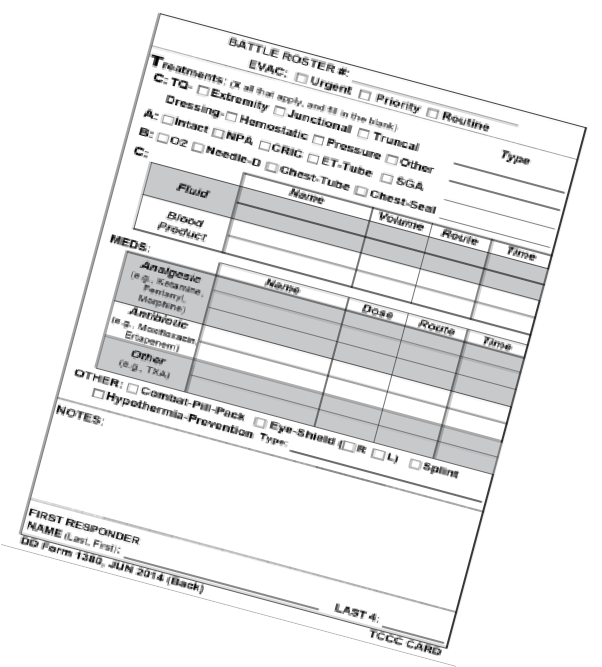 BATTLE ROSTER #:
EVAC: Urgent Priority Routine
Treatments: (X all that apply, and fill in the blank) Type
C: TQ- Extremity Junctional Truncal
Dressing- Hemostatic Pressure Other
A: Intact NPA CRIC ET-Tube SGA
B: O2 Needle-D Chest-Tube Chest-Seal
C:
Name Volume Route Time
Fluid
Blood
Product
MEDS:
Name Dose Route Time
Analgesic
(e.g., Ketamine,
Fentanyl,
Morphine)
Antibiotic
(e.g., Moxifloxacin,
Ertapenem)
Other
(e.g., TXA)
OTHER: Combat-Pill-Pack Eye-Shield ( R L) Splint
Hypothermia-Prevention Type:
NOTES:
FIRST RESPONDER
NAME (Last, First): LAST 4:
DD Form 1380, JUN 2014 (Back) TCCC CARD